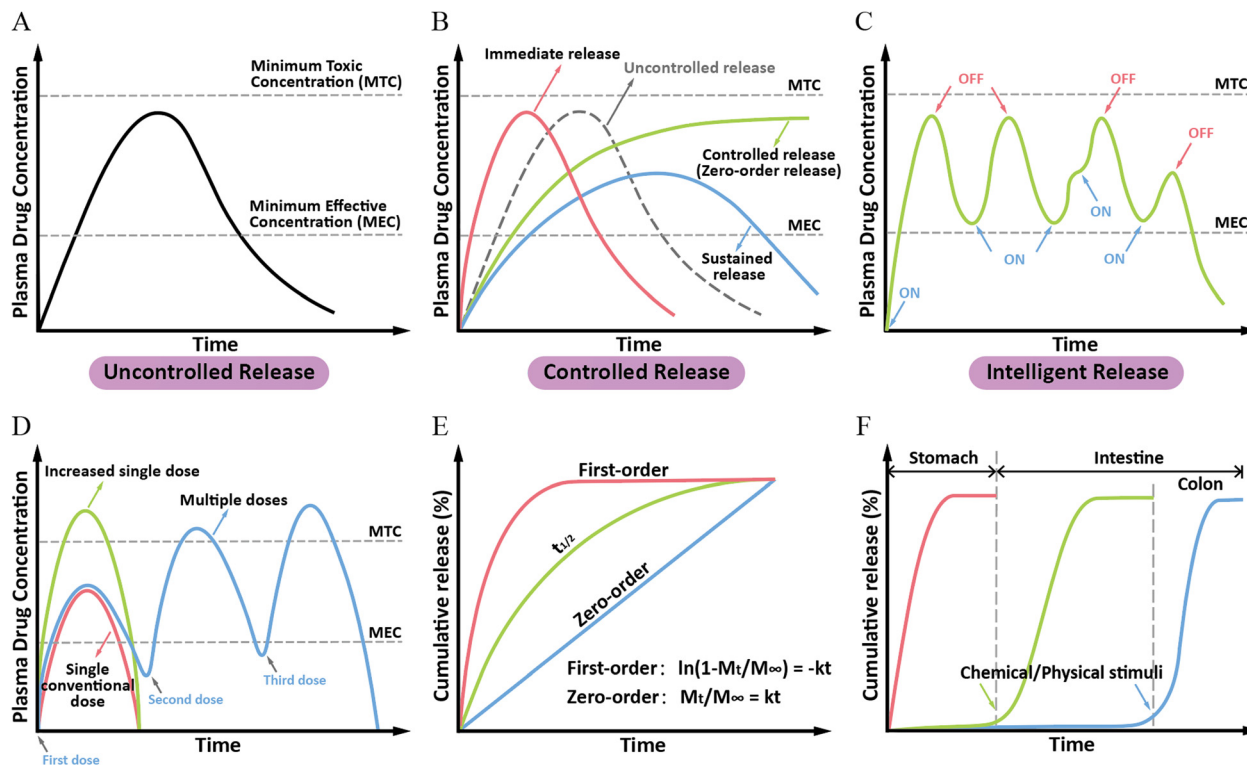 A
Plasma Drug Concentration
Minimum Toxic
Concentration (MTC)
Minimum Effective
Concentration (MEC)
Time
Uncontrolled Release
B
Plasma Drug Concentration
Immediate release
Uncontrolled release
MTC
Controlled release
(Zero-order release)
MEC
Sustained
release
Time
Controlled Release
C
Plasma Drug Concentration
OFF
OFF
MTC
OFF
ON
MEC
ON
ON
ON
ON
Time
Intelligent Release
D
Plasma Drug Concentration
Increased single dose
Multiple doses
MTC
MEC
Single
conventional
dose
Second dose
Third dose
First dose
Time
E
Cumulative release (%)
First-order
t1/2
Zero-order
First-order: ln(1-Mt/M∞) = -kt
Zero-order: Mt/M∞ = kt
Time
F
Cumulative release (%)
Stomach
Intestine
Colon
Chemical/Physical stimuli
Time